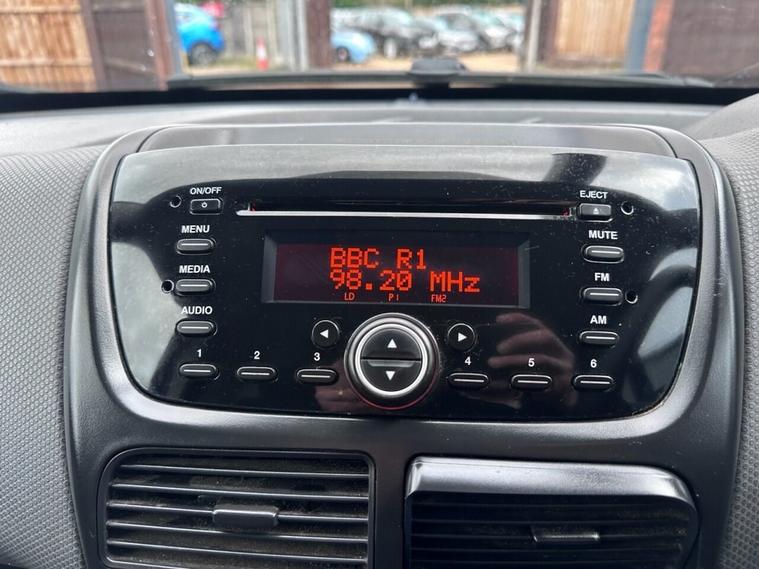 ON/OFF
EJECT
MENU
MUTE
BBC R1
98.20 MHz
MEDIA
FM
LD P1 FM2
AUDIO
AM
1 2 3 4 5 6